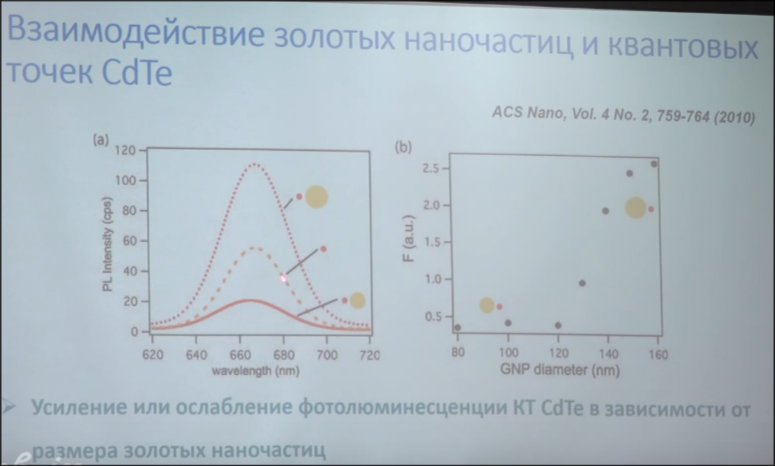 Взаимодействие золотых наночастиц и квантовых
точек CdTe
ACS Nano, Vol. 4 No. 2, 759-764 (2010)
(a)
120
100
80
60
40
20
0
PL Intensity (cps)
620 640 660 680 700 720
wavelength (nm)
(b)
2.5
2.0
1.5
1.0
0.5
F (a.u.)
80 100 120 140 160
GNP diameter (nm)
Усиление или ослабление фотолюминесценции КТ CdTe в зависимости от
размера золотых наночастиц